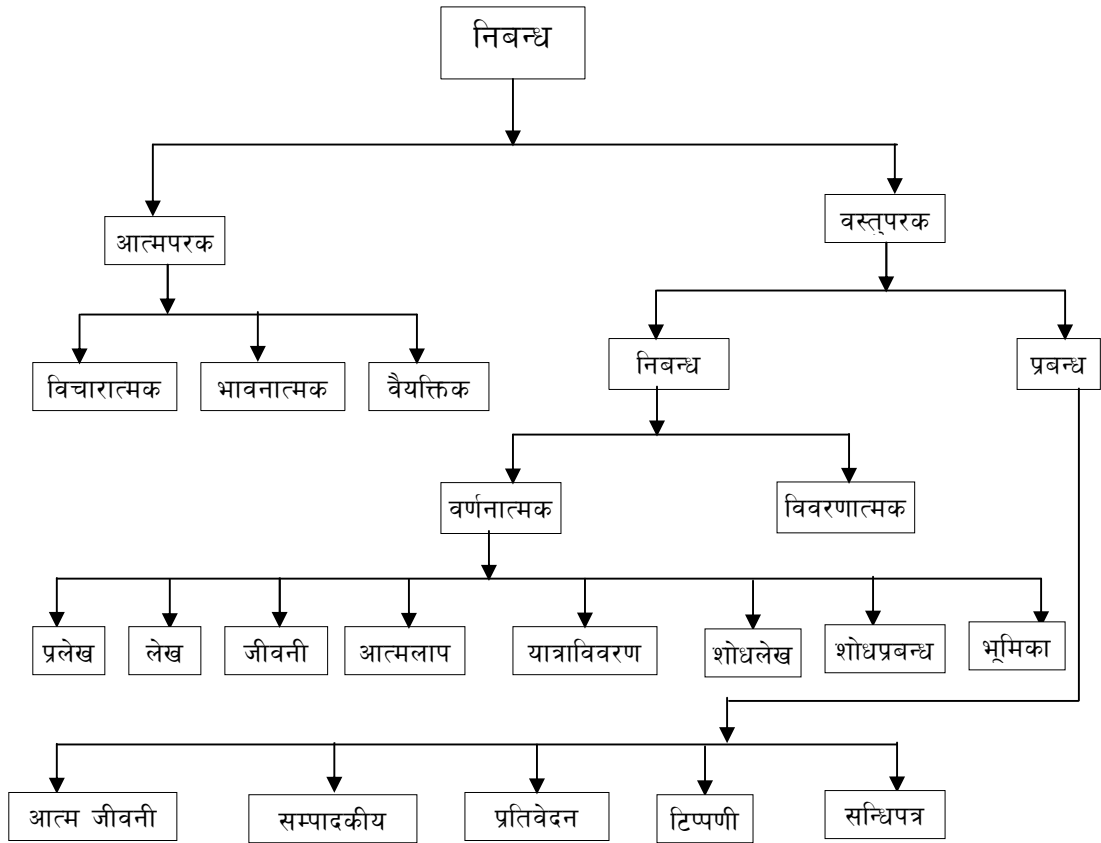 निबन्ध
आत्मपरक
वस्तुपरक
विचारात्मक
भावनात्मक
वैयक्तिक
निबन्ध
प्रबन्ध
वर्णनात्मक
विवरणात्मक
प्रलेख
लेख
जीवनी
आत्मलाप
यात्राविवरण
शोधलेख
शोधप्रबन्ध
भूमिका
आत्म जीवनी
सम्पादकीय
प्रतिवेदन
टिप्पणी
सन्धिपत्र